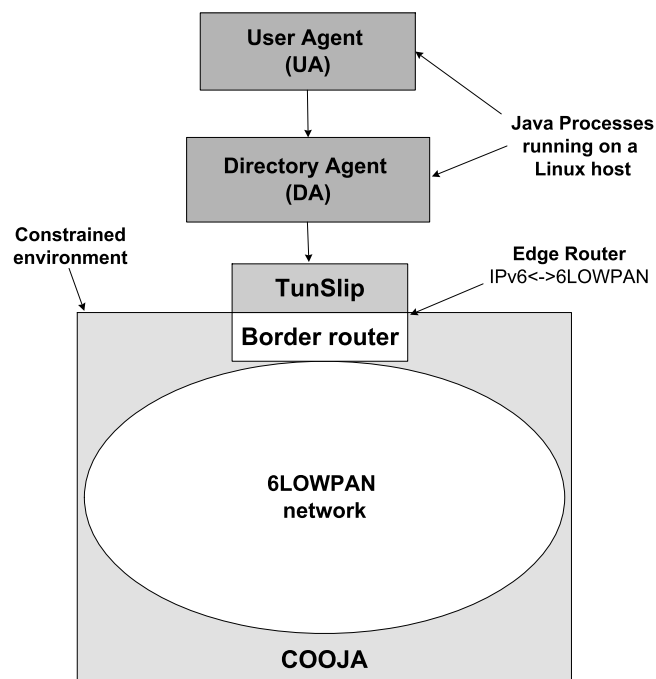 User Agent
(UA)
Java Processes
running on a
Linux host
Directory Agent
(DA)
Constrained
environment
Edge Router
IPv6<->6LOWPAN
TunSlip
Border router
6LOWPAN
network
COOJA